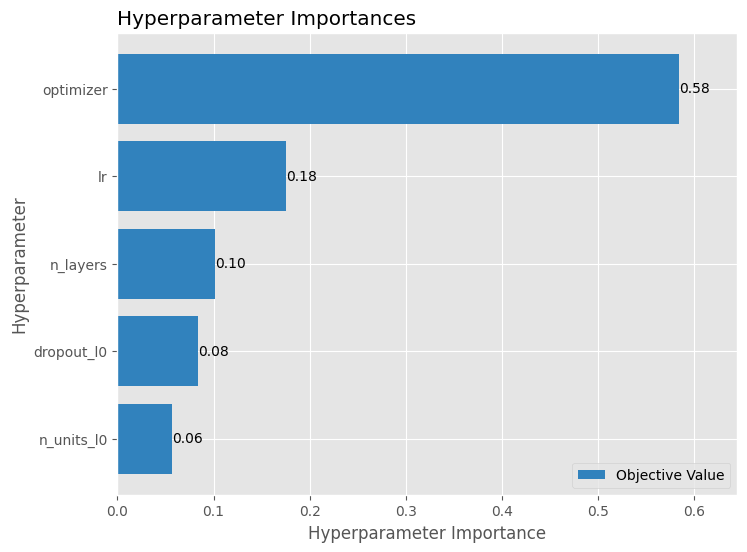 Hyperparameter Importances
optimizer
0.58
lr
0.18
n_layers
0.10
dropout_l0
0.08
n_units_l0
0.06
Hyperparameter
Objective Value
0.0 0.1 0.2 0.3 0.4 0.5 0.6
Hyperparameter Importance